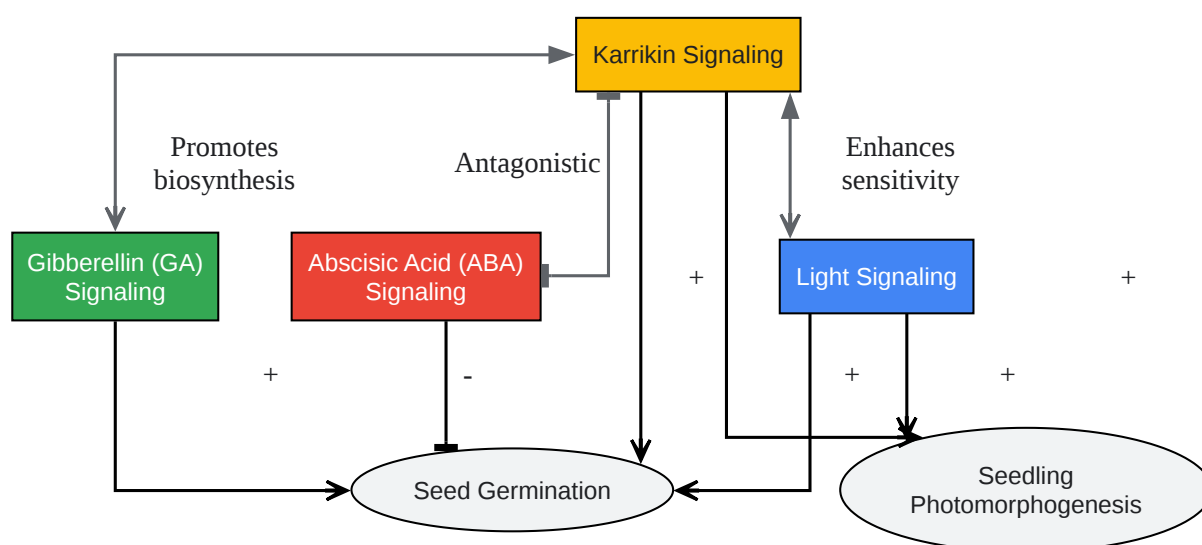 Karrikin Signaling
Promotes
biosynthesis
Antagonistic
Enhances
sensitivity
Gibberellin (GA)
Signaling
Abscisic Acid (ABA)
Signaling
+
Light Signaling
+
+
-
+
+
Seed Germination
Seedling
Photomorphogenesis